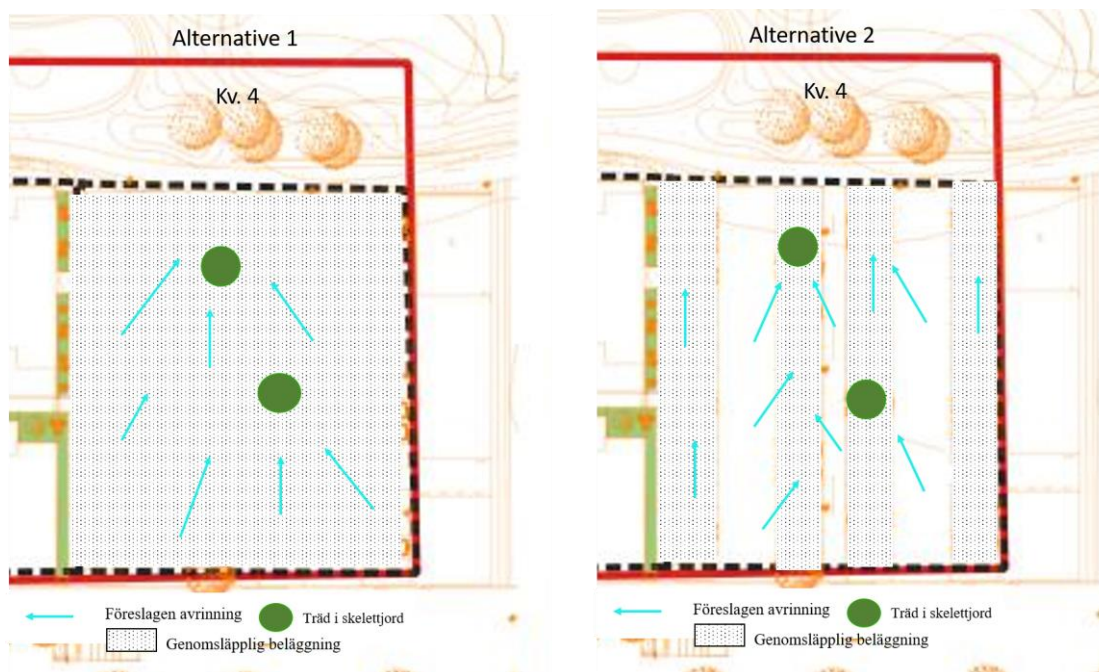 Alternative 1
Kv. 4
Föreslagen avrinning
Träd i skelettjord
Genomsläpplig beläggning
Alternative 2
Kv. 4
Föreslagen avrinning
Träd i skelettjord
Genomsläpplig beläggning